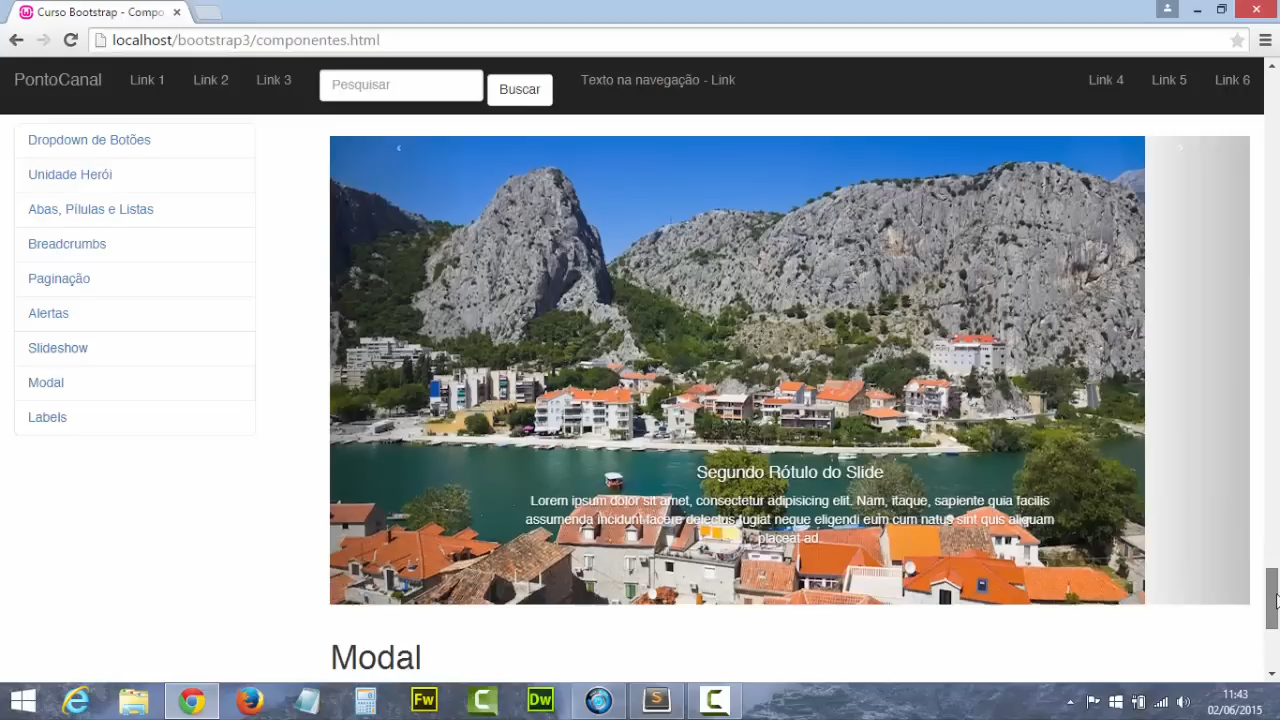 Curso Bootstrap - Compo
localhost/bootstrap3/componentes.html
PontoCanal Link 1 Link 2 Link 3 Pesquisar Buscar Texto na navegação - Link Link 4 Link 5 Link 6
Dropdown de Botões
Unidade Herói
Abas, Pílulas e Listas
Breadcrumbs
Paginação
Alertas
Slideshow
Modal
Labels
Segundo Rótulo do Slide
Lorem ipsum dolor sit amet, consectetur adipisicing elit. Nam, itaque, sapiente quia facilis
assumenda incidunt facere delectus fugiat neque eligendi eum cum natus sint quis aliquam
placeat ad.
Modal
Fw
Dw
S
11:43
02/06/2015